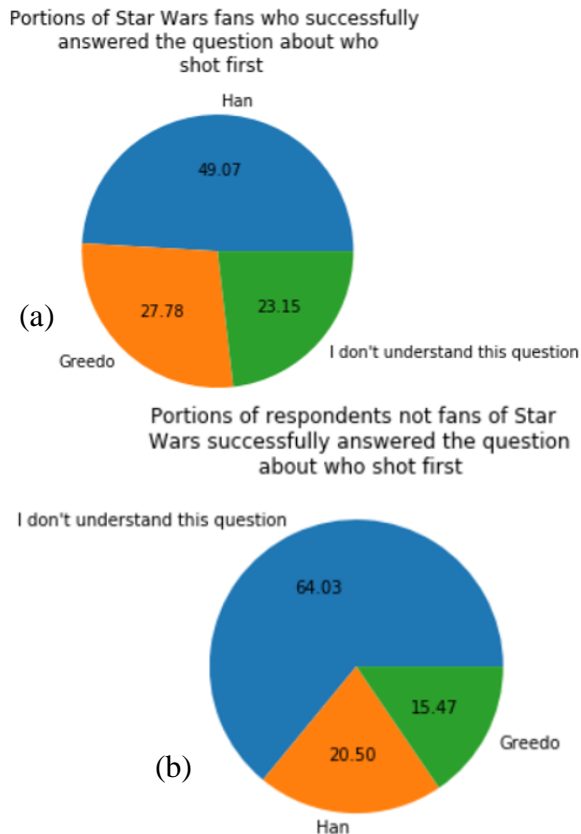 Portions of Star Wars fans who successfully
answered the question about who
shot first
Han
49.07
27.78
23.15
(a)
Greedo
I don't understand this question
Portions of respondents not fans of Star
Wars successfully answered the question
about who shot first
I don't understand this question
64.03
15.47
20.50
Greedo
(b)
Han